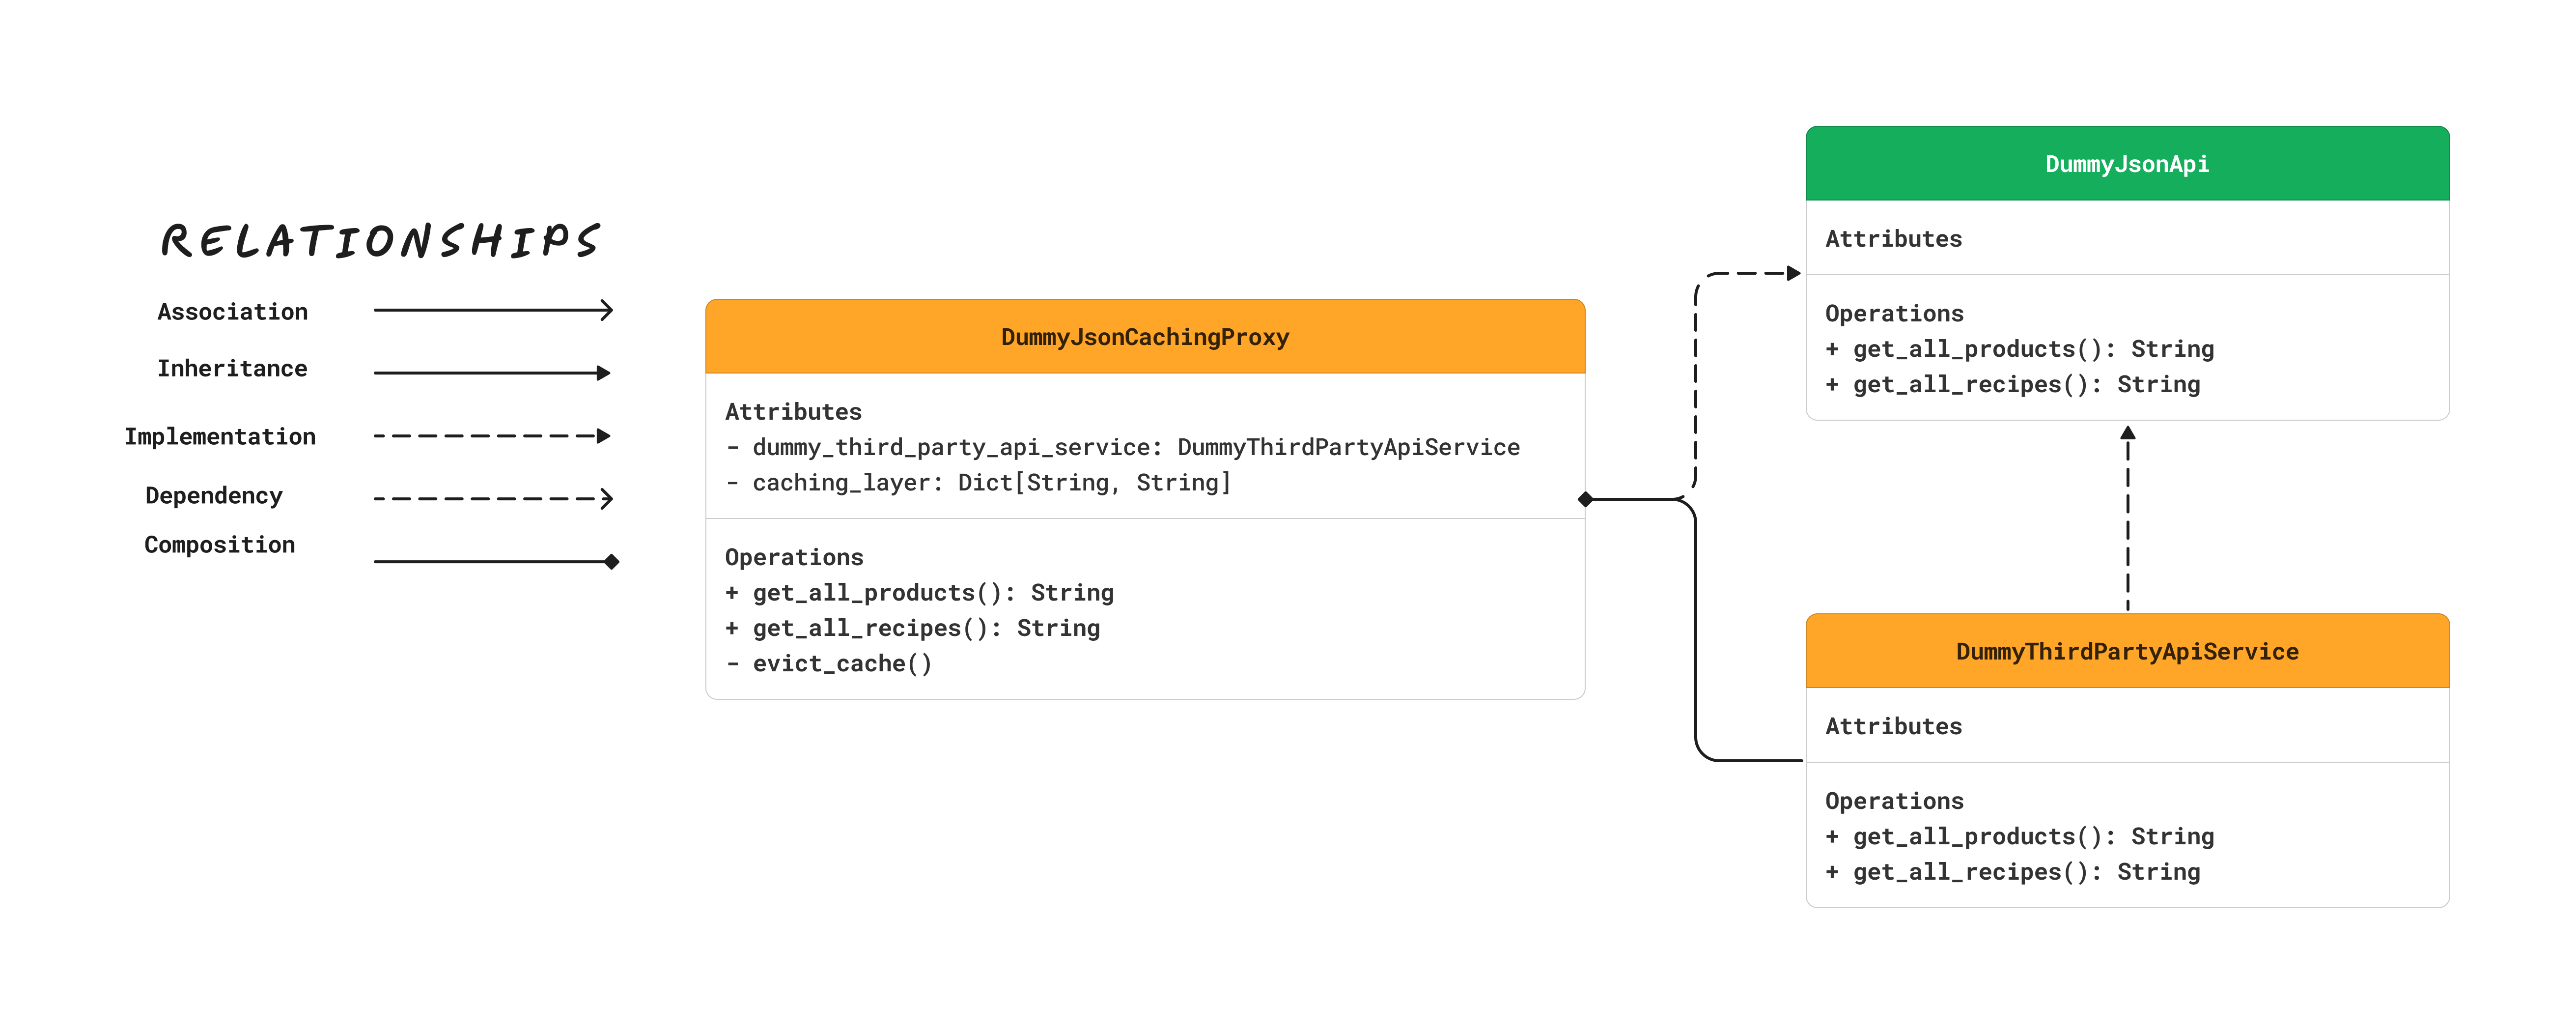 RELATIONSHIPS
Association
Inheritance
Implementation
Dependency
Composition
DummyJsonCachingProxy
Attributes
- dummy_third_party_api_service: DummyThirdPartyApiService
- caching_layer: Dict[String, String]
Operations
+ get_all_products(): String
+ get_all_recipes(): String
- evict_cache()
DummyJsonApi
Attributes
Operations
+ get_all_products(): String
+ get_all_recipes(): String
DummyThirdPartyApiService
Attributes
Operations
+ get_all_products(): String
+ get_all_recipes(): String